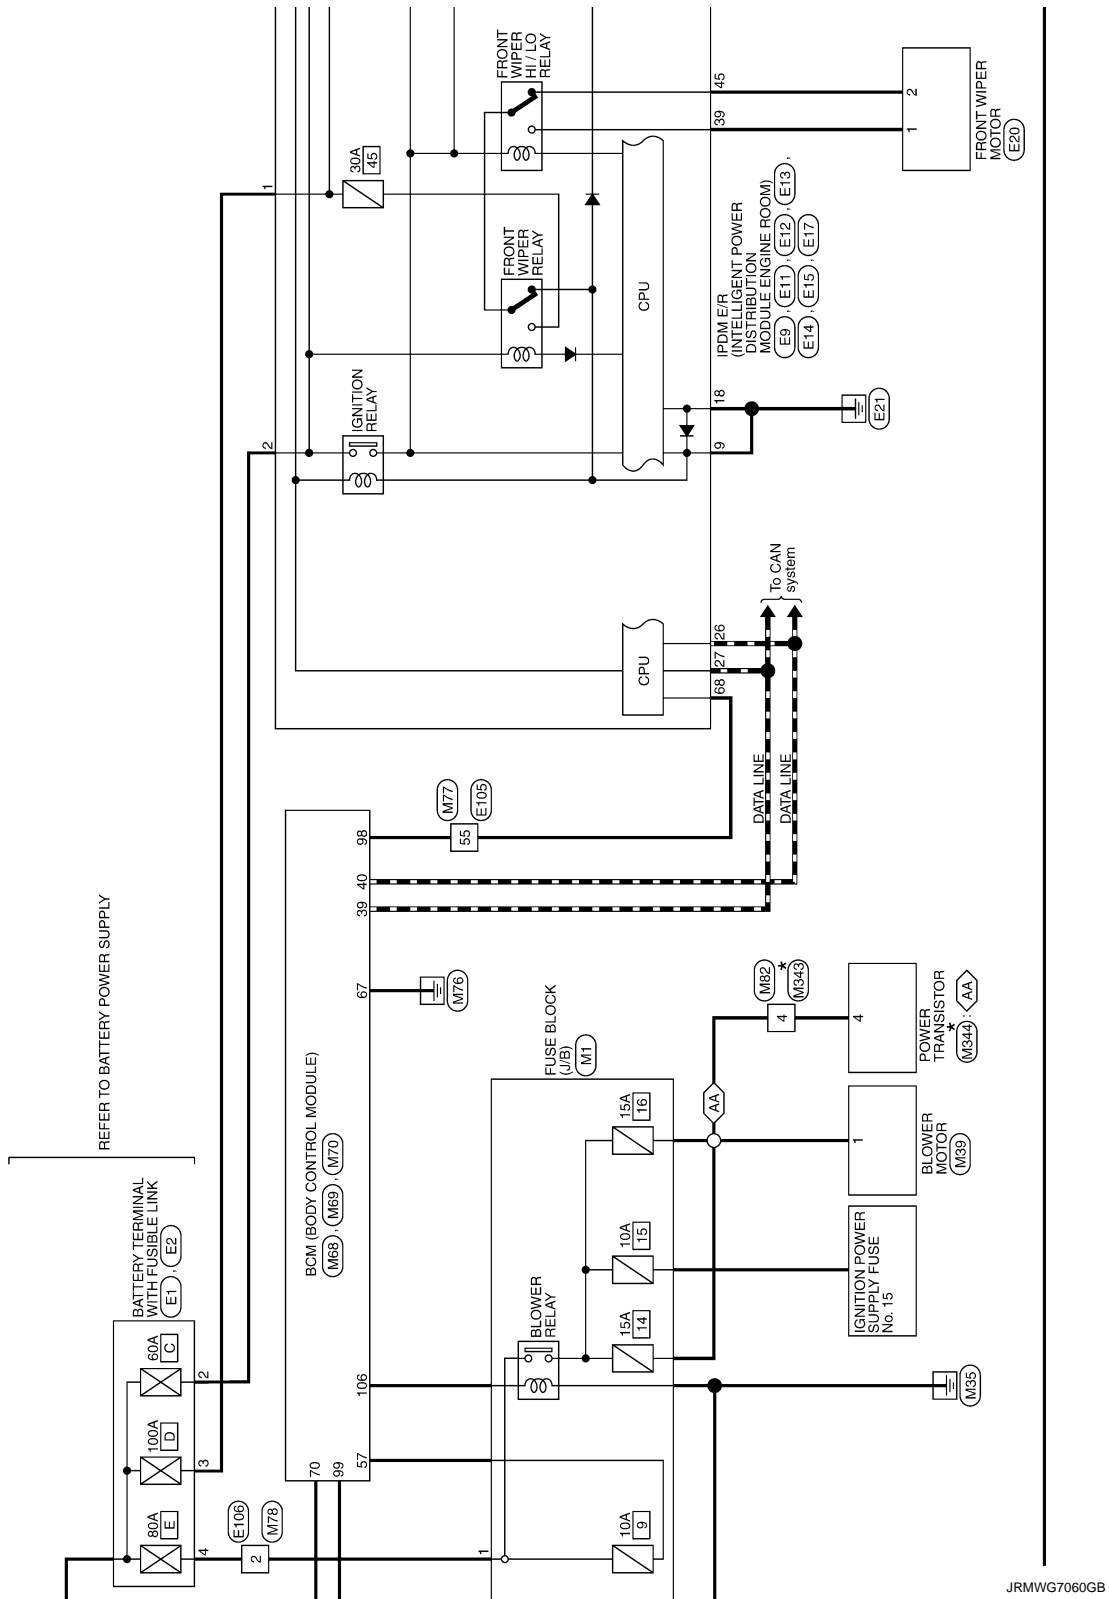 REFER TO BATTERY POWER SUPPLY
BATTERY TERMINAL
WITH FUSIBLE LINK
E1 , E2
80A
E
100A
D
60A
C
4
3
2
E106
2
M78
1
2
IGNITION
RELAY
30A
45
FRONT
WIPER
RELAY
FRONT
WIPER
HI / LO
RELAY
CPU
CPU
68
27
26
9
18
39
45
IPDM E/R
(INTELLIGENT POWER
DISTRIBUTION
MODULE ENGINE ROOM)
E9 , E11 , E12 , E13 ,
E14 , E15 , E17
E21
1
2
FRONT WIPER
MOTOR
E20
To CAN
system
DATA LINE
DATA LINE
BCM (BODY CONTROL MODULE)
M68 , M69 , M70
70
99
57
106
67
39
40
98
M76
M77
55
E105
FUSE BLOCK
(J/B)
M1
1
10A
9
BLOWER
RELAY
15A
14
10A
15
15A
16
AA
M82
4
*
M343
M35
IGNITION POWER
SUPPLY FUSE
No. 15
1
BLOWER
MOTOR
M39
4
POWER
TRANSISTOR
*
M344 : AA
JRMWG7060GB